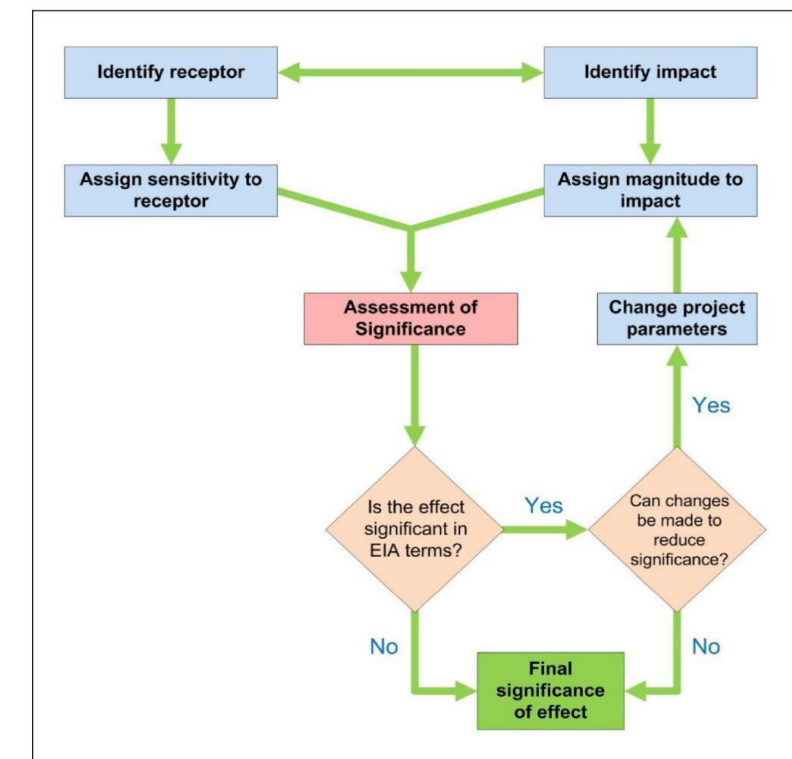 Identify receptor
Identify impact
Assign sensitivity to
receptor
Assign magnitude to
impact
Assessment of
Significance
Change project
parameters
Yes
Is the effect
significant in
EIA terms?
Yes
Can changes
be made to
reduce
significance?
No
No
Final
significance
of effect